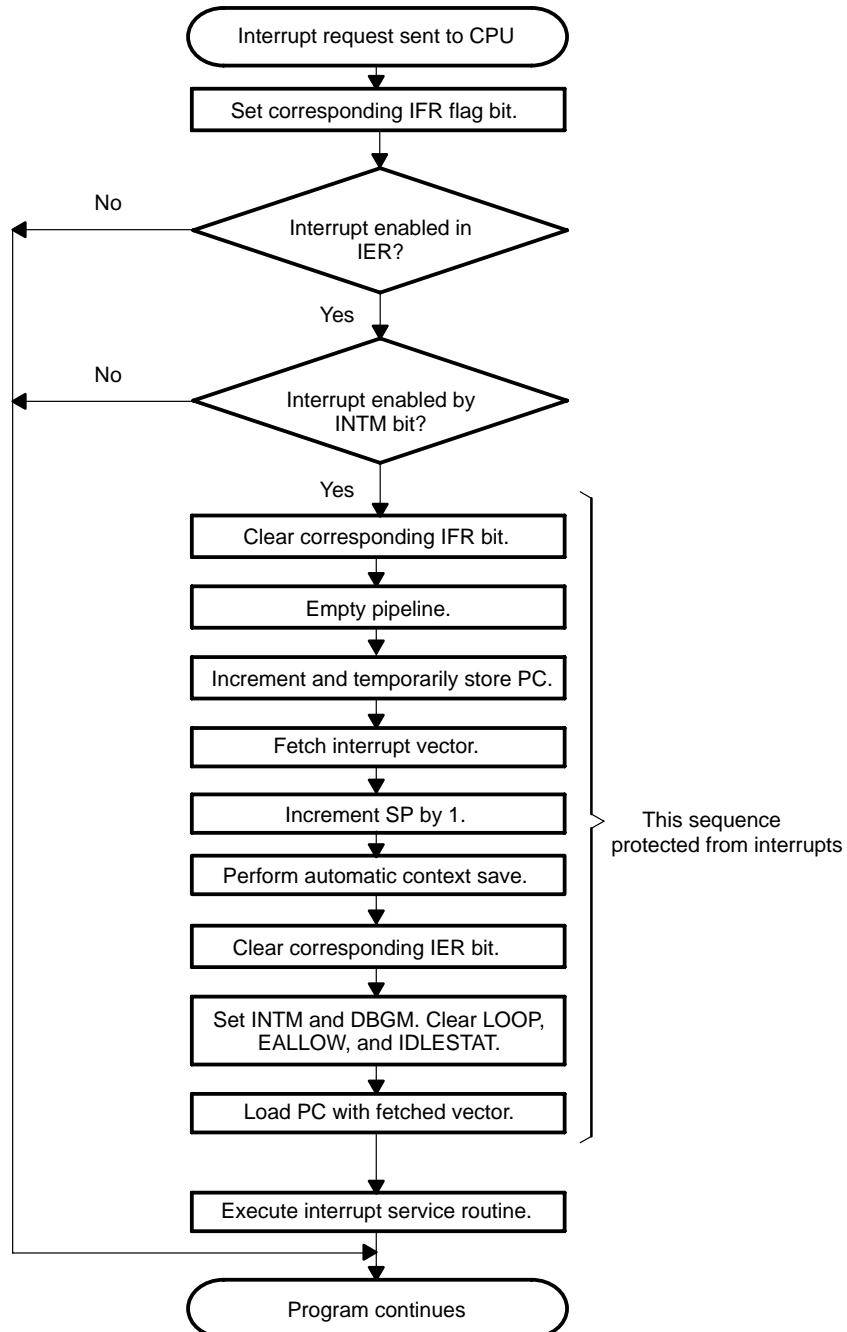 Interrupt request sent to CPU
Set corresponding IFR flag bit.
No
Interrupt enabled in
IER?
Yes
No
Interrupt enabled by
INTM bit?
Yes
Clear corresponding IFR bit.
Empty pipeline.
Increment and temporarily store PC.
Fetch interrupt vector.
Increment SP by 1.
This sequence
protected from interrupts
Perform automatic context save.
Clear corresponding IER bit.
Set INTM and DBGM. Clear LOOP,
EALLOW, and IDLESTAT.
Load PC with fetched vector.
Execute interrupt service routine.
Program continues